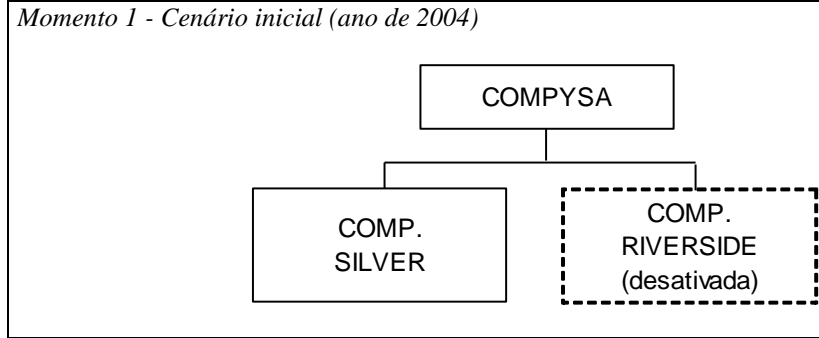 Momento 1 - Cenário inicial (ano de 2004)
COMPYSA
COMP.
SILVER
COMP.
RIVERSIDE
(desativada)